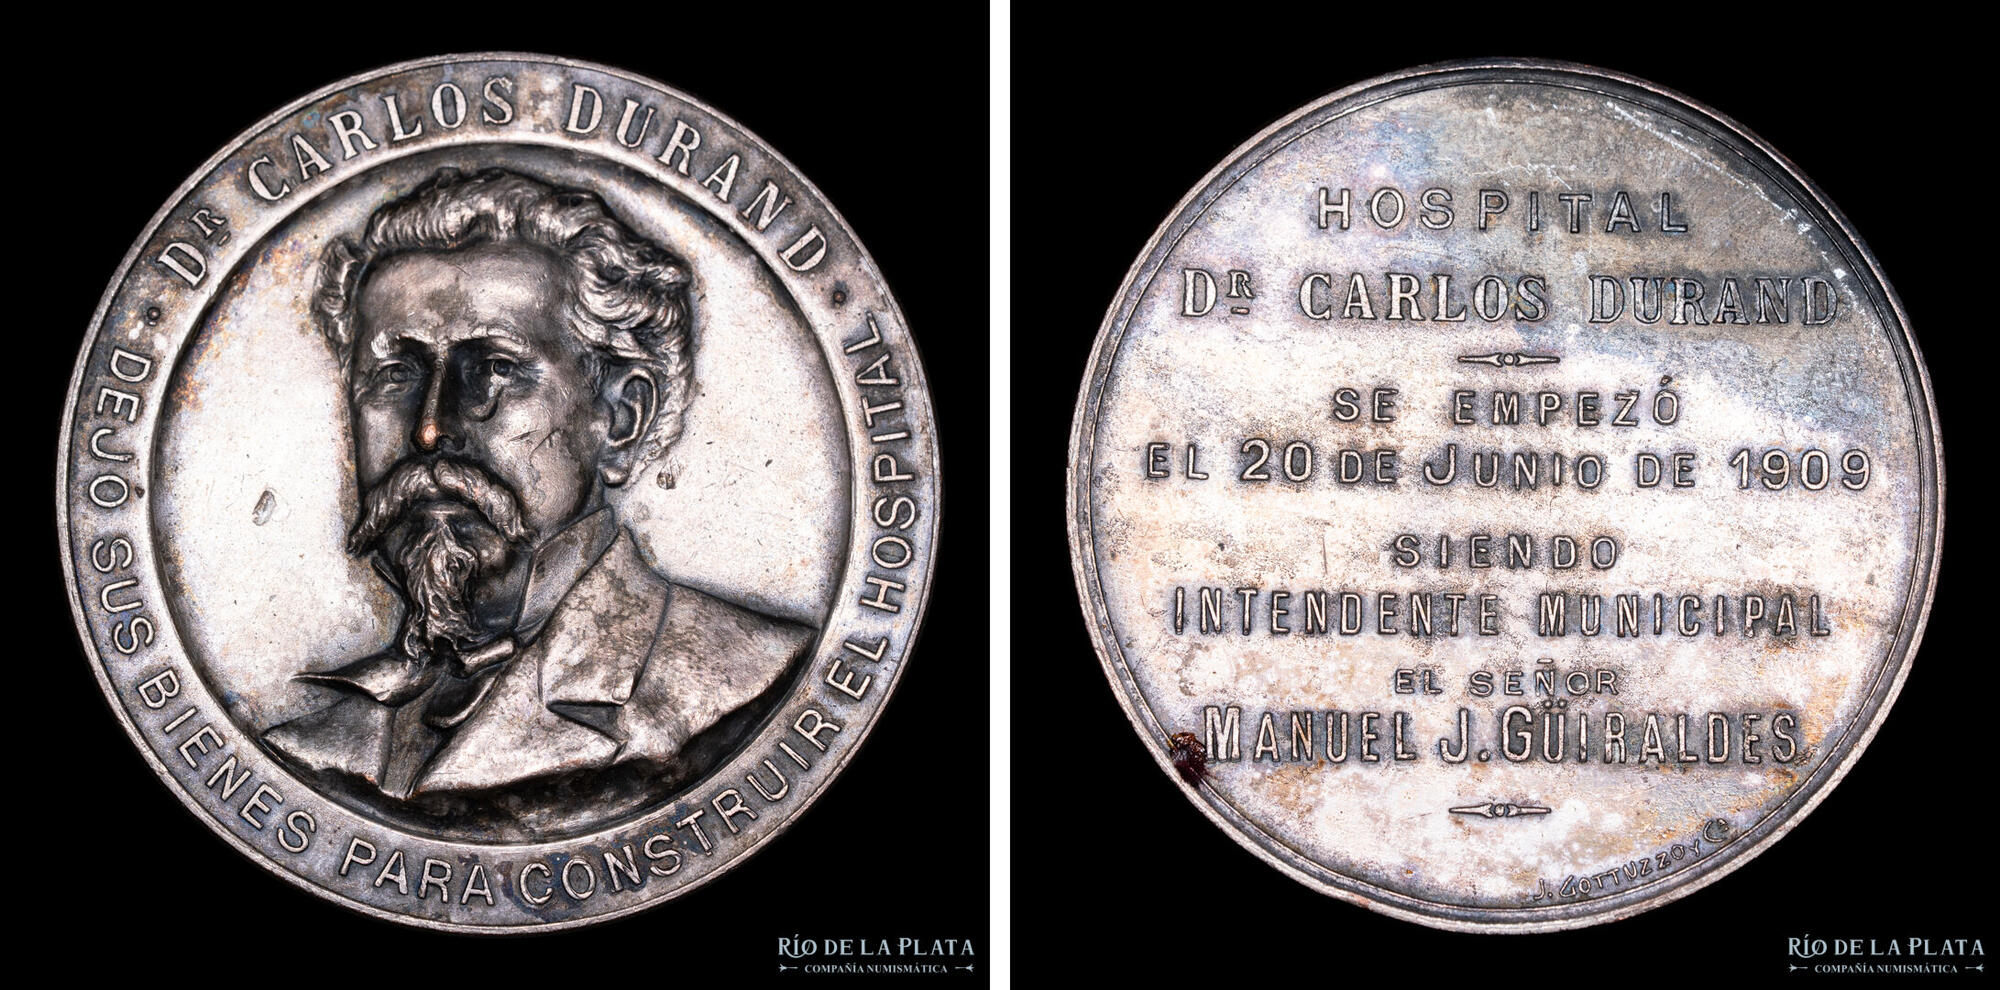 · DR CARLOS DURAND ·
DEJÓ SUS BIENES PARA CONSTRUIR EL HOSPITAL
RÍO DE LA PLATA
COMPAÑÍA NUMISMÁTICA
HOSPITAL
DR CARLOS DURAND
SE EMPEZÓ
EL 20 DE JUNIO DE 1909
SIENDO
INTENDENTE MUNICIPAL
EL SEÑOR
MANUEL J. GÜIRALDES
J. GOTTUZZO Y Cª
RÍO DE LA PLATA
COMPAÑÍA NUMISMÁTICA